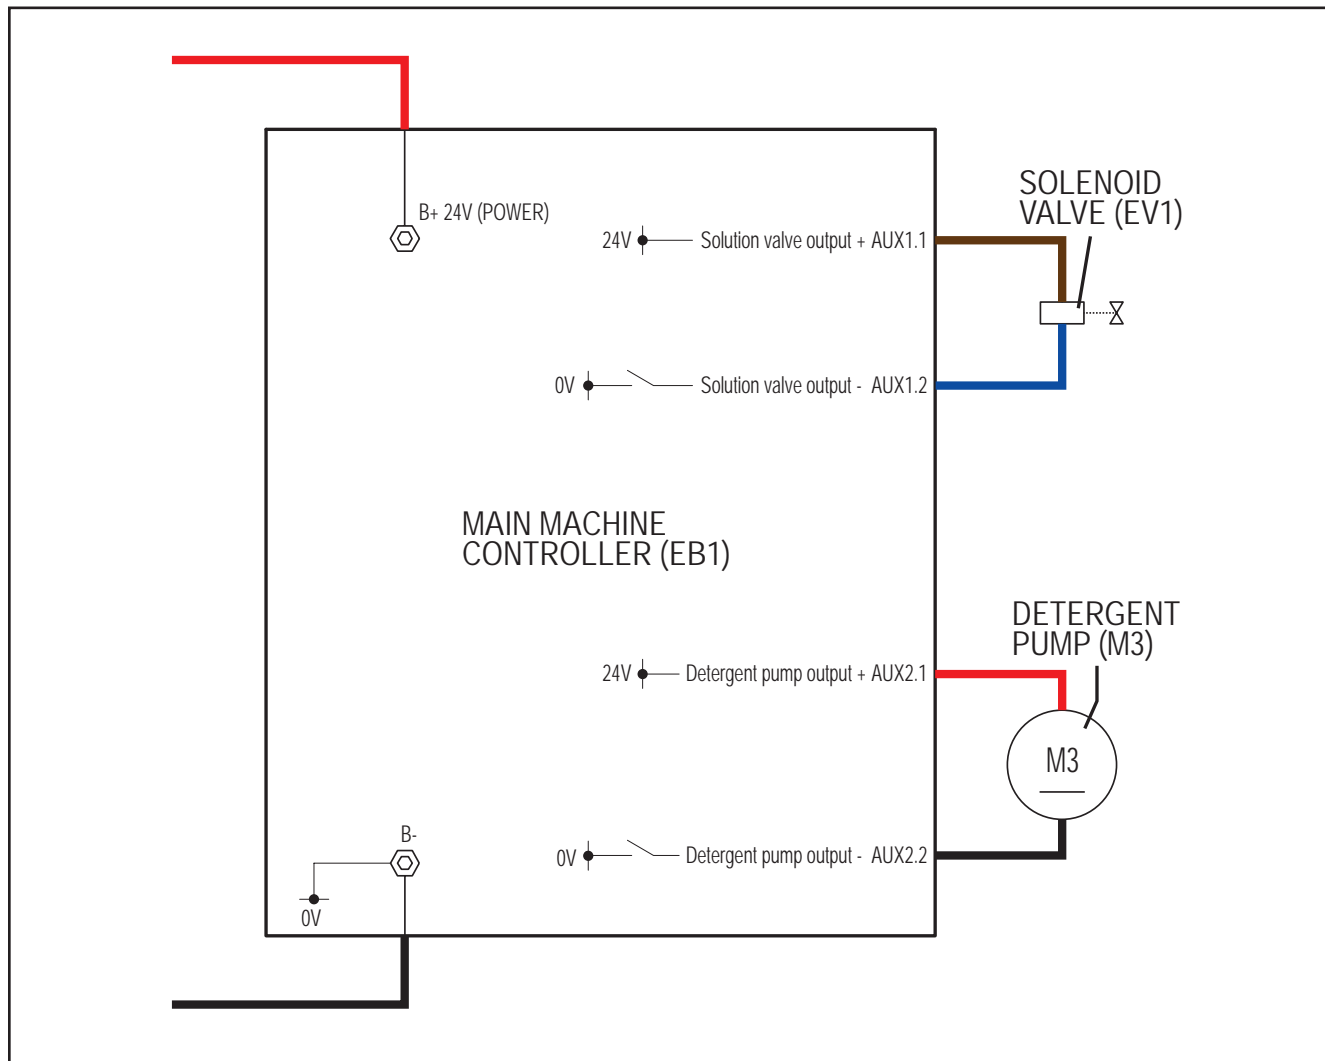 B+ 24V (POWER)
SOLENOID
VALVE (EV1)
24V Solution valve output + AUX1.1
0V Solution valve output - AUX1.2
MAIN MACHINE
CONTROLLER (EB1)
DETERGENT
PUMP (M3)
24V Detergent pump output + AUX2.1
M3
B-
0V Detergent pump output - AUX2.2
0V